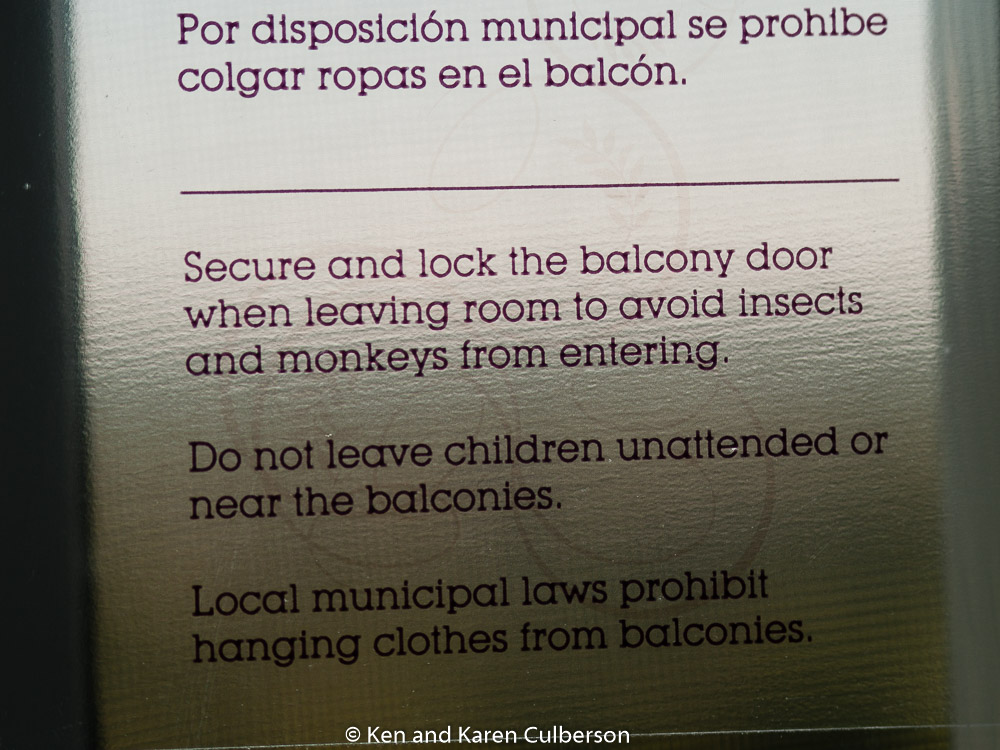 Por disposición municipal se prohibe
colgar ropas en el balcón.
Secure and lock the balcony door
when leaving room to avoid insects
and monkeys from entering.
Do not leave children unattended or
near the balconies.
Local municipal laws prohibit
hanging clothes from balconies.
© Ken and Karen Culberson